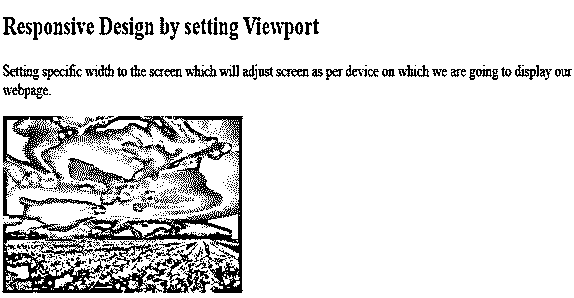 Responsive Design by setting Viewport
Setting specific width to the screen which will adjust screen as per device on which we are going to display our
webpage.